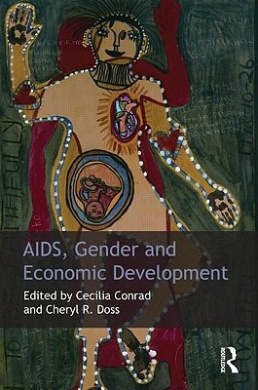 AIDS, Gender and
Economic Development
Edited by Cecilia Conrad
and Cheryl R. Doss
Routledge